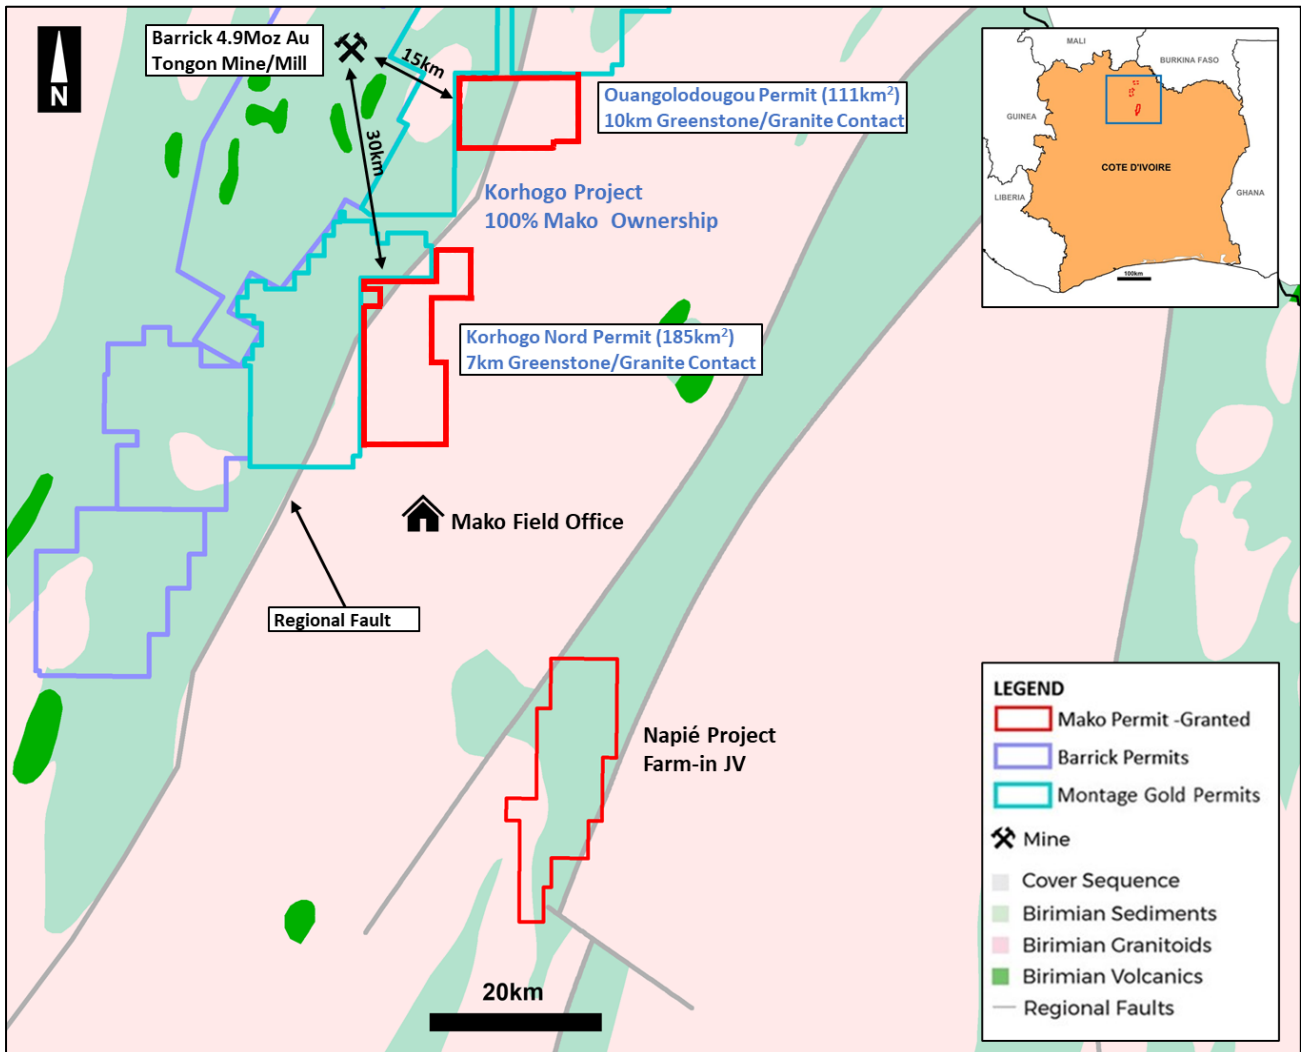 N
Barrick 4.9Moz Au
Tongon Mine/Mill
15km
30km
Ouangolodougou Permit (111km²)
10km Greenstone/Granite Contact
Korhogo Project
100% Mako Ownership
Korhogo Nord Permit (185km²)
7km Greenstone/Granite Contact
Mako Field Office
Regional Fault
Napié Project
Farm-in JV
20km
MALI
BURKINA FASO
GUINEA
COTE D'IVOIRE
LIBERIA
GHANA
100km
LEGEND
Mako Permit -Granted
Barrick Permits
Montage Gold Permits
Mine
Cover Sequence
Birimian Sediments
Birimian Granitoids
Birimian Volcanics
Regional Faults